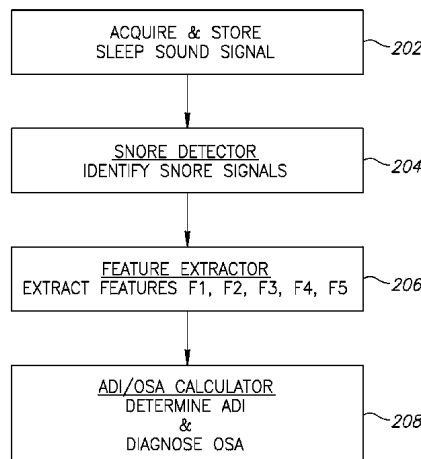 ACQUIRE & STORE
SLEEP SOUND SIGNAL
202
SNORE DETECTOR
IDENTIFY SNORE SIGNALS
204
FEATURE EXTRACTOR
EXTRACT FEATURES F1, F2, F3, F4, F5
206
ADI/OSA CALCULATOR
DETERMINE ADI
&
DIAGNOSE OSA
208